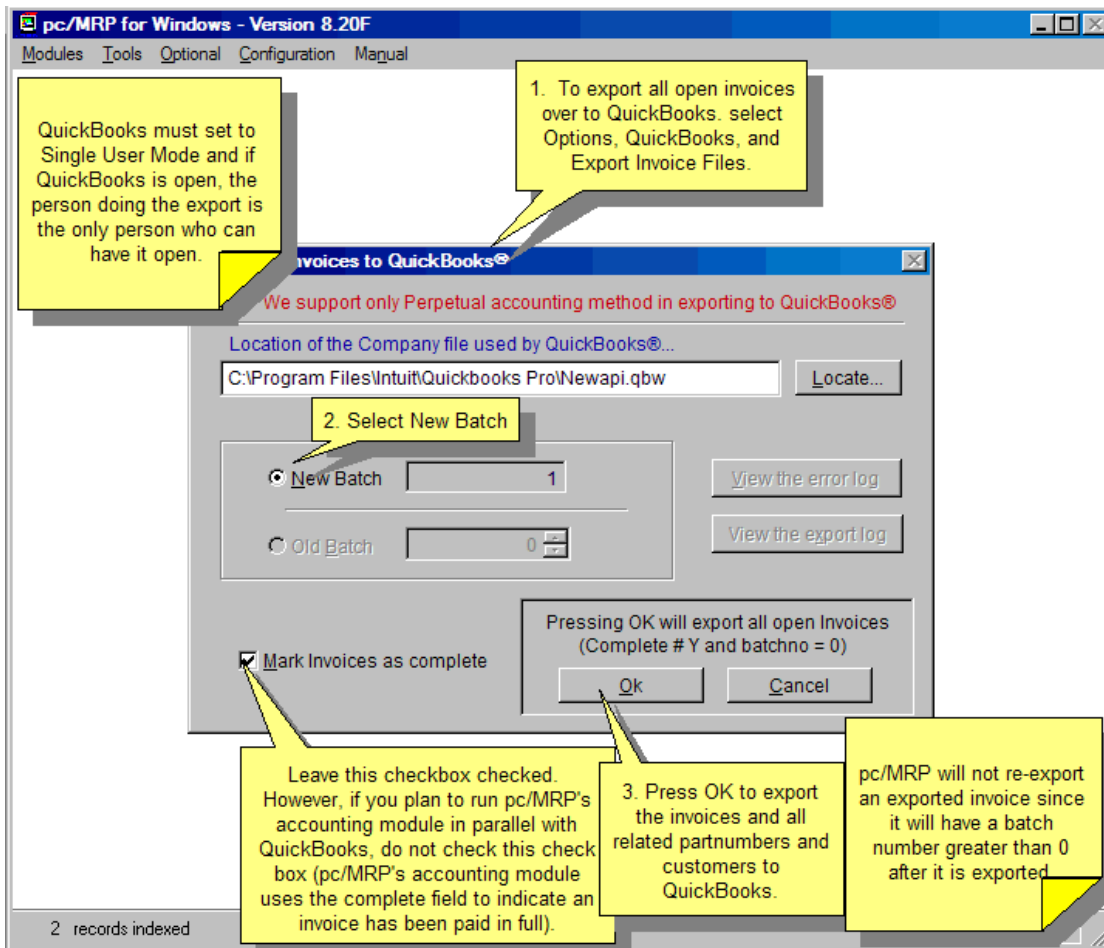 pc/MRP for Windows - Version 8.20F
Modules Tools Optional Configuration Manual
QuickBooks must set to
Single User Mode and if
QuickBooks is open, the
person doing the export is
the only person who can
have it open.
1. To export all open invoices
over to QuickBooks. select
Options, QuickBooks, and
Export Invoice Files.
nvoices to QuickBooks®
We support only Perpetual accounting method in exporting to QuickBooks®
Location of the Company file used by QuickBooks®...
C:\Program Files\Intuit\Quickbooks Pro\Newapi.qbw
Locate...
2. Select New Batch
New Batch 1
View the error log
Old Batch 0
View the export log
Pressing OK will export all open Invoices
(Complete # Y and batchno = 0)
Mark Invoices as complete
Ok Cancel
Leave this checkbox checked.
However, if you plan to run pc/MRP's
accounting module in parallel with
QuickBooks, do not check this check
box (pc/MRP's accounting module
uses the complete field to indicate an
invoice has been paid in full).
3. Press OK to export
the invoices and all
related partnumbers and
customers to
QuickBooks.
pc/MRP will not re-export
an exported invoice since
it will have a batch
number greater than 0
after it is exported
2 records indexed